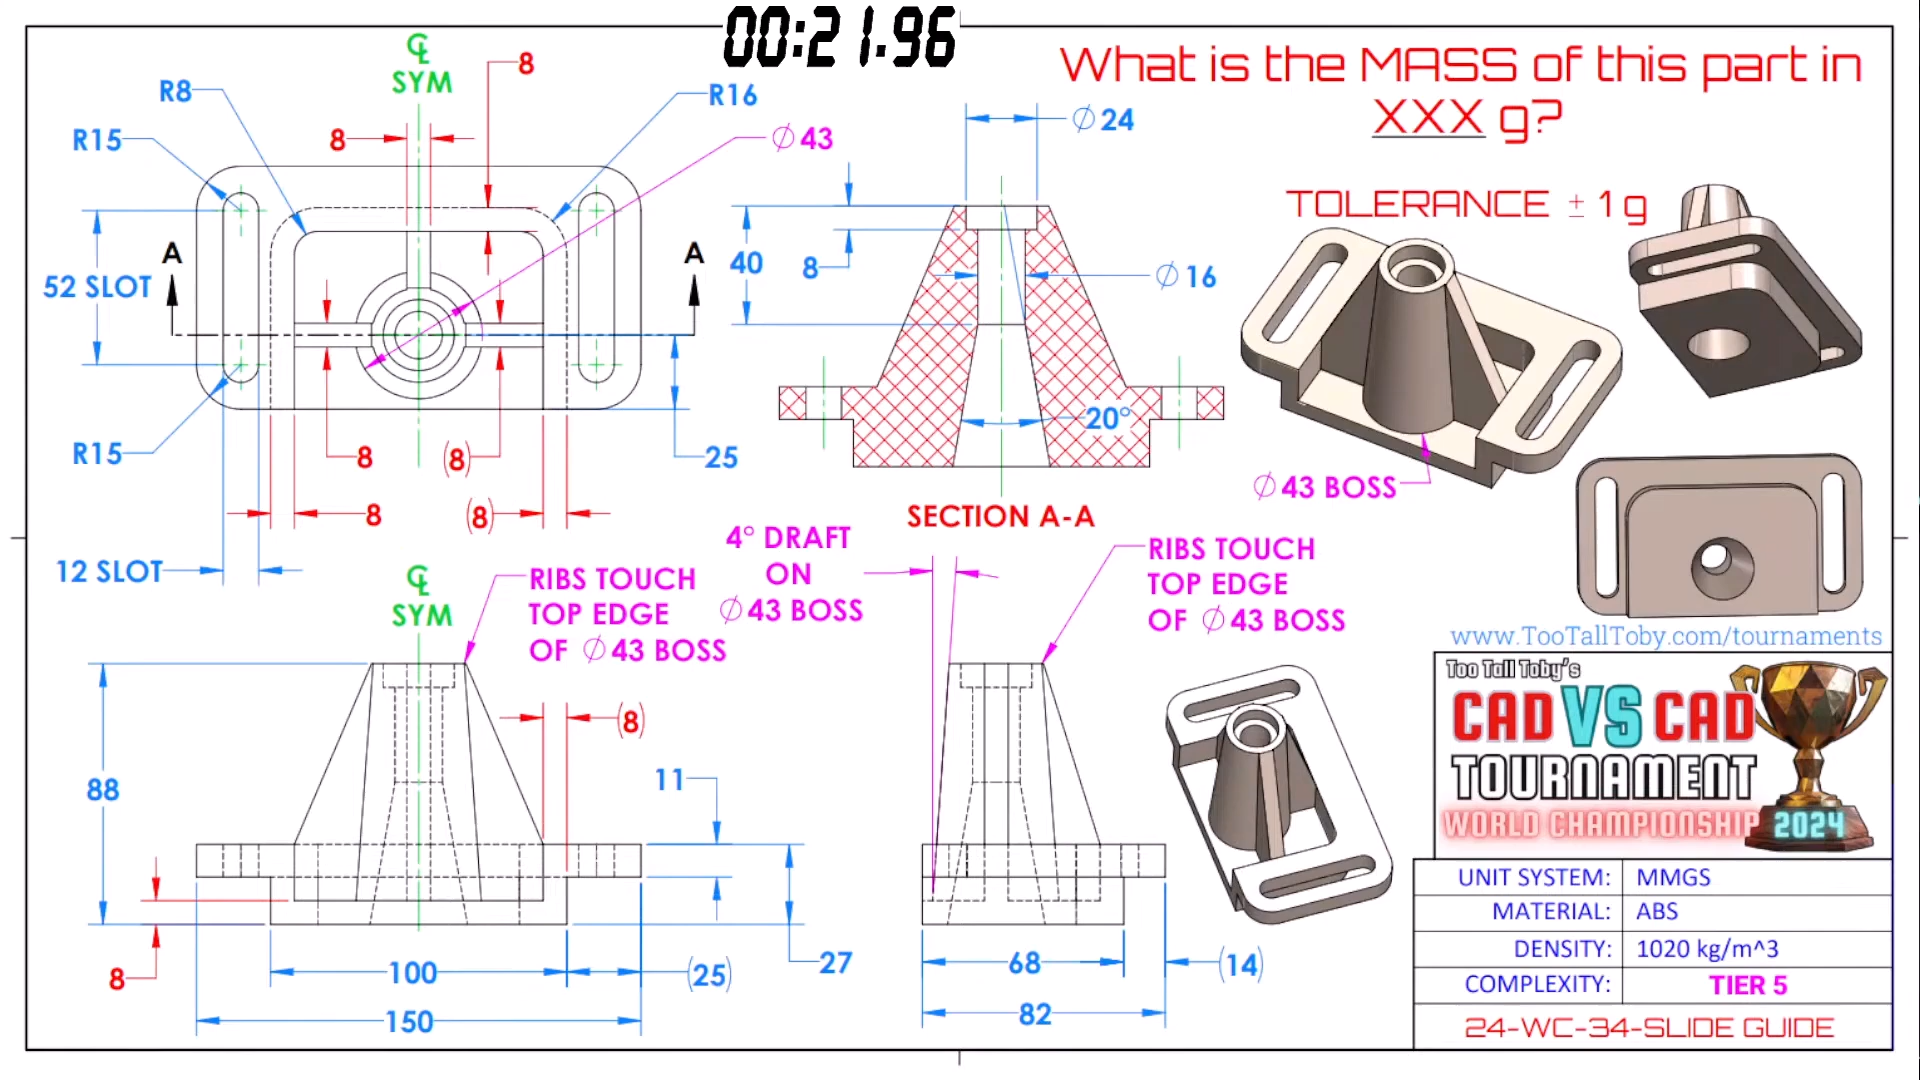 00:21.96
What is the MASS of this part in
XXX g?
TOLERANCE ± 1 g
℄
SYM
8
R8
R16
8
∅ 43
R15
∅ 24
A
A
52 SLOT
40
8
∅ 16
20°
R15
8
(8)
25
∅ 43 BOSS
8
(8)
SECTION A-A
12 SLOT
4° DRAFT
ON
∅ 43 BOSS
℄
SYM
RIBS TOUCH
TOP EDGE
OF ∅ 43 BOSS
RIBS TOUCH
TOP EDGE
OF ∅ 43 BOSS
www.TooTallToby.com/tournaments
88
(8)
11
8
100
(25)
27
150
68
(14)
82
Too Tall Toby's
CAD VS CAD
TOURNAMENT
WORLD CHAMPIONSHIP 2024
UNIT SYSTEM: MMGS
MATERIAL: ABS
DENSITY: 1020 kg/m^3
COMPLEXITY: TIER 5
24-WC-34-SLIDE GUIDE